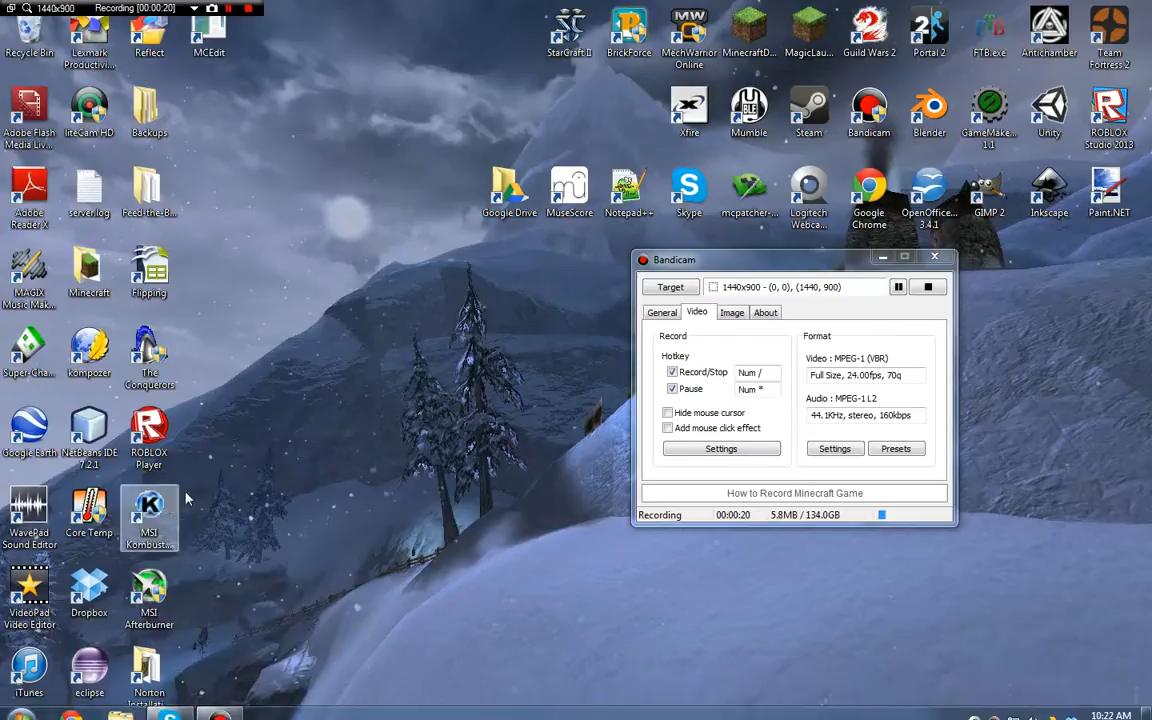 1440x900 Recording [00:00:20]
Recycle Bin
Lexmark
Productivi...
Reflect
MCEdit
StarCraft II
BrickForce
MechWarrior
Online
MinecraftD...
MagicLau...
Guild Wars 2
Portal 2
FTB.exe
Antichamber
Team
Fortress 2
Adobe Flash
Media Liv...
liteCam HD
Backups
Xfire
Mumble
Steam
Bandicam
Blender
GameMake...
1.1
Unity
ROBLOX
Studio 2013
Adobe
Reader X
server.log
Feed-the-B...
Google Drive
MuseScore
Notepad++
Skype
mcpatcher-...
Logitech
Webca...
Google
Chrome
OpenOffice...
3.4.1
GIMP 2
Inkscape
Paint.NET
MAGIX
Music Mak...
Minecraft
Flipping
Bandicam
Target
1440x900 - (0, 0), (1440, 900)
General Video Image About
Record
Hotkey
Record/Stop Num /
Pause Num *
Hide mouse cursor
Add mouse click effect
Settings
Format
Video : MPEG-1 (VBR)
Full Size, 24.00fps, 70q
Audio : MPEG-1 L2
44.1KHz, stereo, 160kbps
Settings Presets
How to Record Minecraft Game
Recording 00:00:20 5.8MB / 134.0GB
Super-Cha...
kompozer
The
Conquerors
Google Earth
NetBeans IDE
7.2.1
ROBLOX
Player
WavePad
Sound Editor
Core Temp
MSI
Kombust...
VideoPad
Video Editor
Dropbox
MSI
Afterburner
iTunes
eclipse
Norton
Installati...
10:22 AM